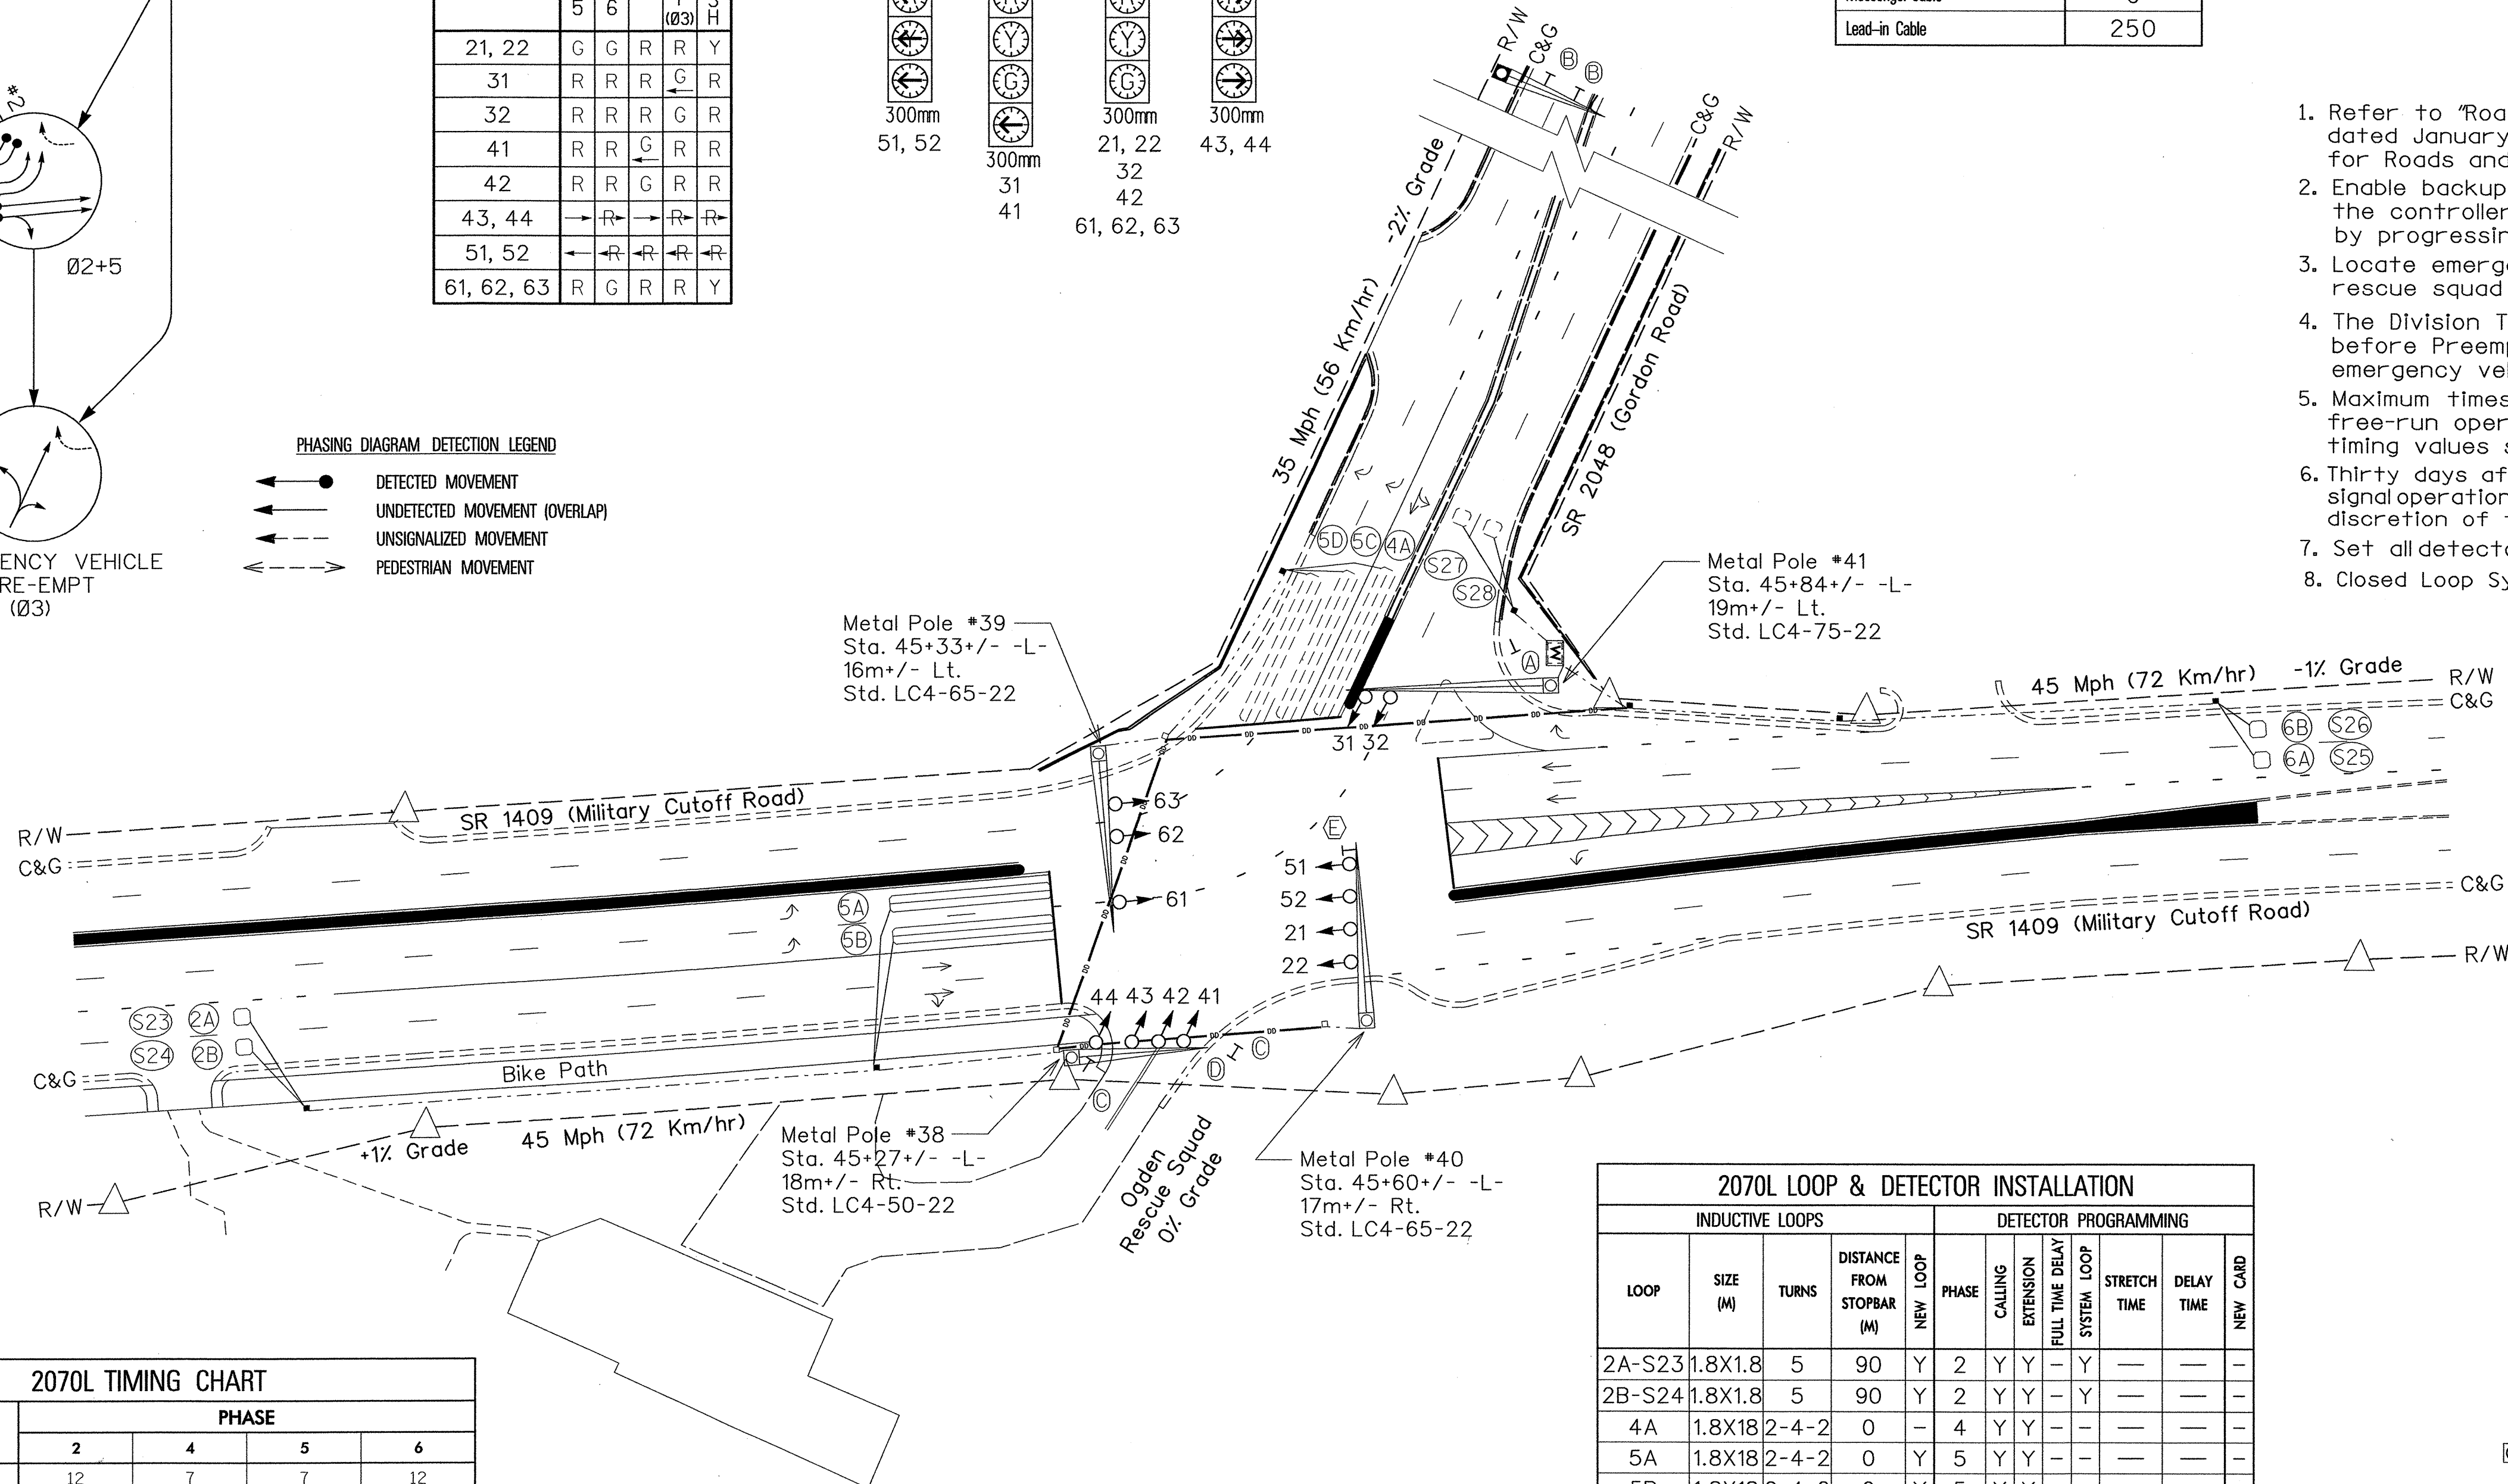 5 6 (Ø3) H
21, 22 G G R R Y
31 R R R G R
32 R R R G R
41 R R G R R
42 R R G R R
43, 44 R R R
51, 52 R R R R
61, 62, 63 R G R R Y
Y Y Y Y
G G
300mm
51, 52
300mm
31
41
300mm
21, 22
32
42
61, 62, 63
300mm
43, 44
Lead-in Cable 250
#2
Ø2+5
ENCY VEHICLE
RE-EMPT
(Ø3)
PHASING DIAGRAM DETECTION LEGEND
DETECTED MOVEMENT
UNDETECTED MOVEMENT (OVERLAP)
UNSIGNALIZED MOVEMENT
PEDESTRIAN MOVEMENT
1. Refer to "Roa
dated January
for Roads and
2. Enable backup
the controller
by progressin
3. Locate emerge
rescue squad
4. The Division T
before Preemp
emergency veh
5. Maximum times
free-run oper
timing values s
6. Thirty days af
signal operation
discretion of t
7. Set all detecto
8. Closed Loop Sy
R/W
C&G
B B
C&G
R/W
-2% Grade
35 Mph (56 Km/hr)
SR 2048 (Gordon Road)
5D 5C 4A
S27
S28
Metal Pole #41
Sta. 45+84+/- -L-
19m+/- Lt.
Std. LC4-75-22
Metal Pole #39
Sta. 45+33+/- -L-
16m+/- Lt.
Std. LC4-65-22
A
31 32
45 Mph (72 Km/hr) -1% Grade
R/W
C&G
6B S26
6A S25
SR 1409 (Military Cutoff Road)
R/W
C&G
63
62
61
E
51
52
21
22
5A
5B
C&G
SR 1409 (Military Cutoff Road)
R/W
S23 2A
S24 2B
44 43 42 41
C&G
Bike Path
C
D
C
45 Mph (72 Km/hr)
+1% Grade
R/W
Metal Pole #38
Sta. 45+27+/- -L-
18m+/- Rt.
Std. LC4-50-22
Ogden
Rescue Squad
0% Grade
Metal Pole #40
Sta. 45+60+/- -L-
17m+/- Rt.
Std. LC4-65-22
2070L LOOP & DETECTOR INSTALLATION
INDUCTIVE LOOPS DETECTOR PROGRAMMING
LOOP SIZE (M) TURNS DISTANCE FROM STOPBAR (M) NEW LOOP PHASE CALLING EXTENSION FULL TIME DELAY SYSTEM LOOP STRETCH TIME DELAY TIME NEW CARD
2A-S23 1.8X1.8 5 90 Y 2 Y Y - Y — — -
2B-S24 1.8X1.8 5 90 Y 2 Y Y - Y — — -
4A 1.8X18 2-4-2 0 - 4 Y Y - - — — -
5A 1.8X18 2-4-2 0 Y 5 Y Y - - — — -
2070L TIMING CHART
PHASE
2 4 5 6
12 7 7 12